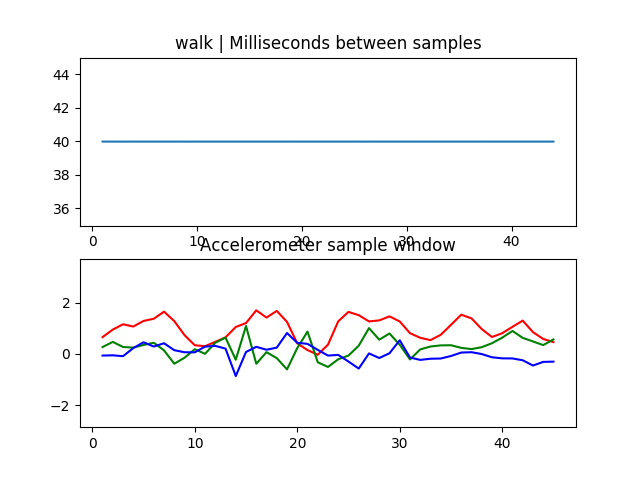 walk | Milliseconds between samples
44
42
40
38
36
0 10 20 30 40
Accelerometer sample window
2
0
−2
0 10 20 30 40